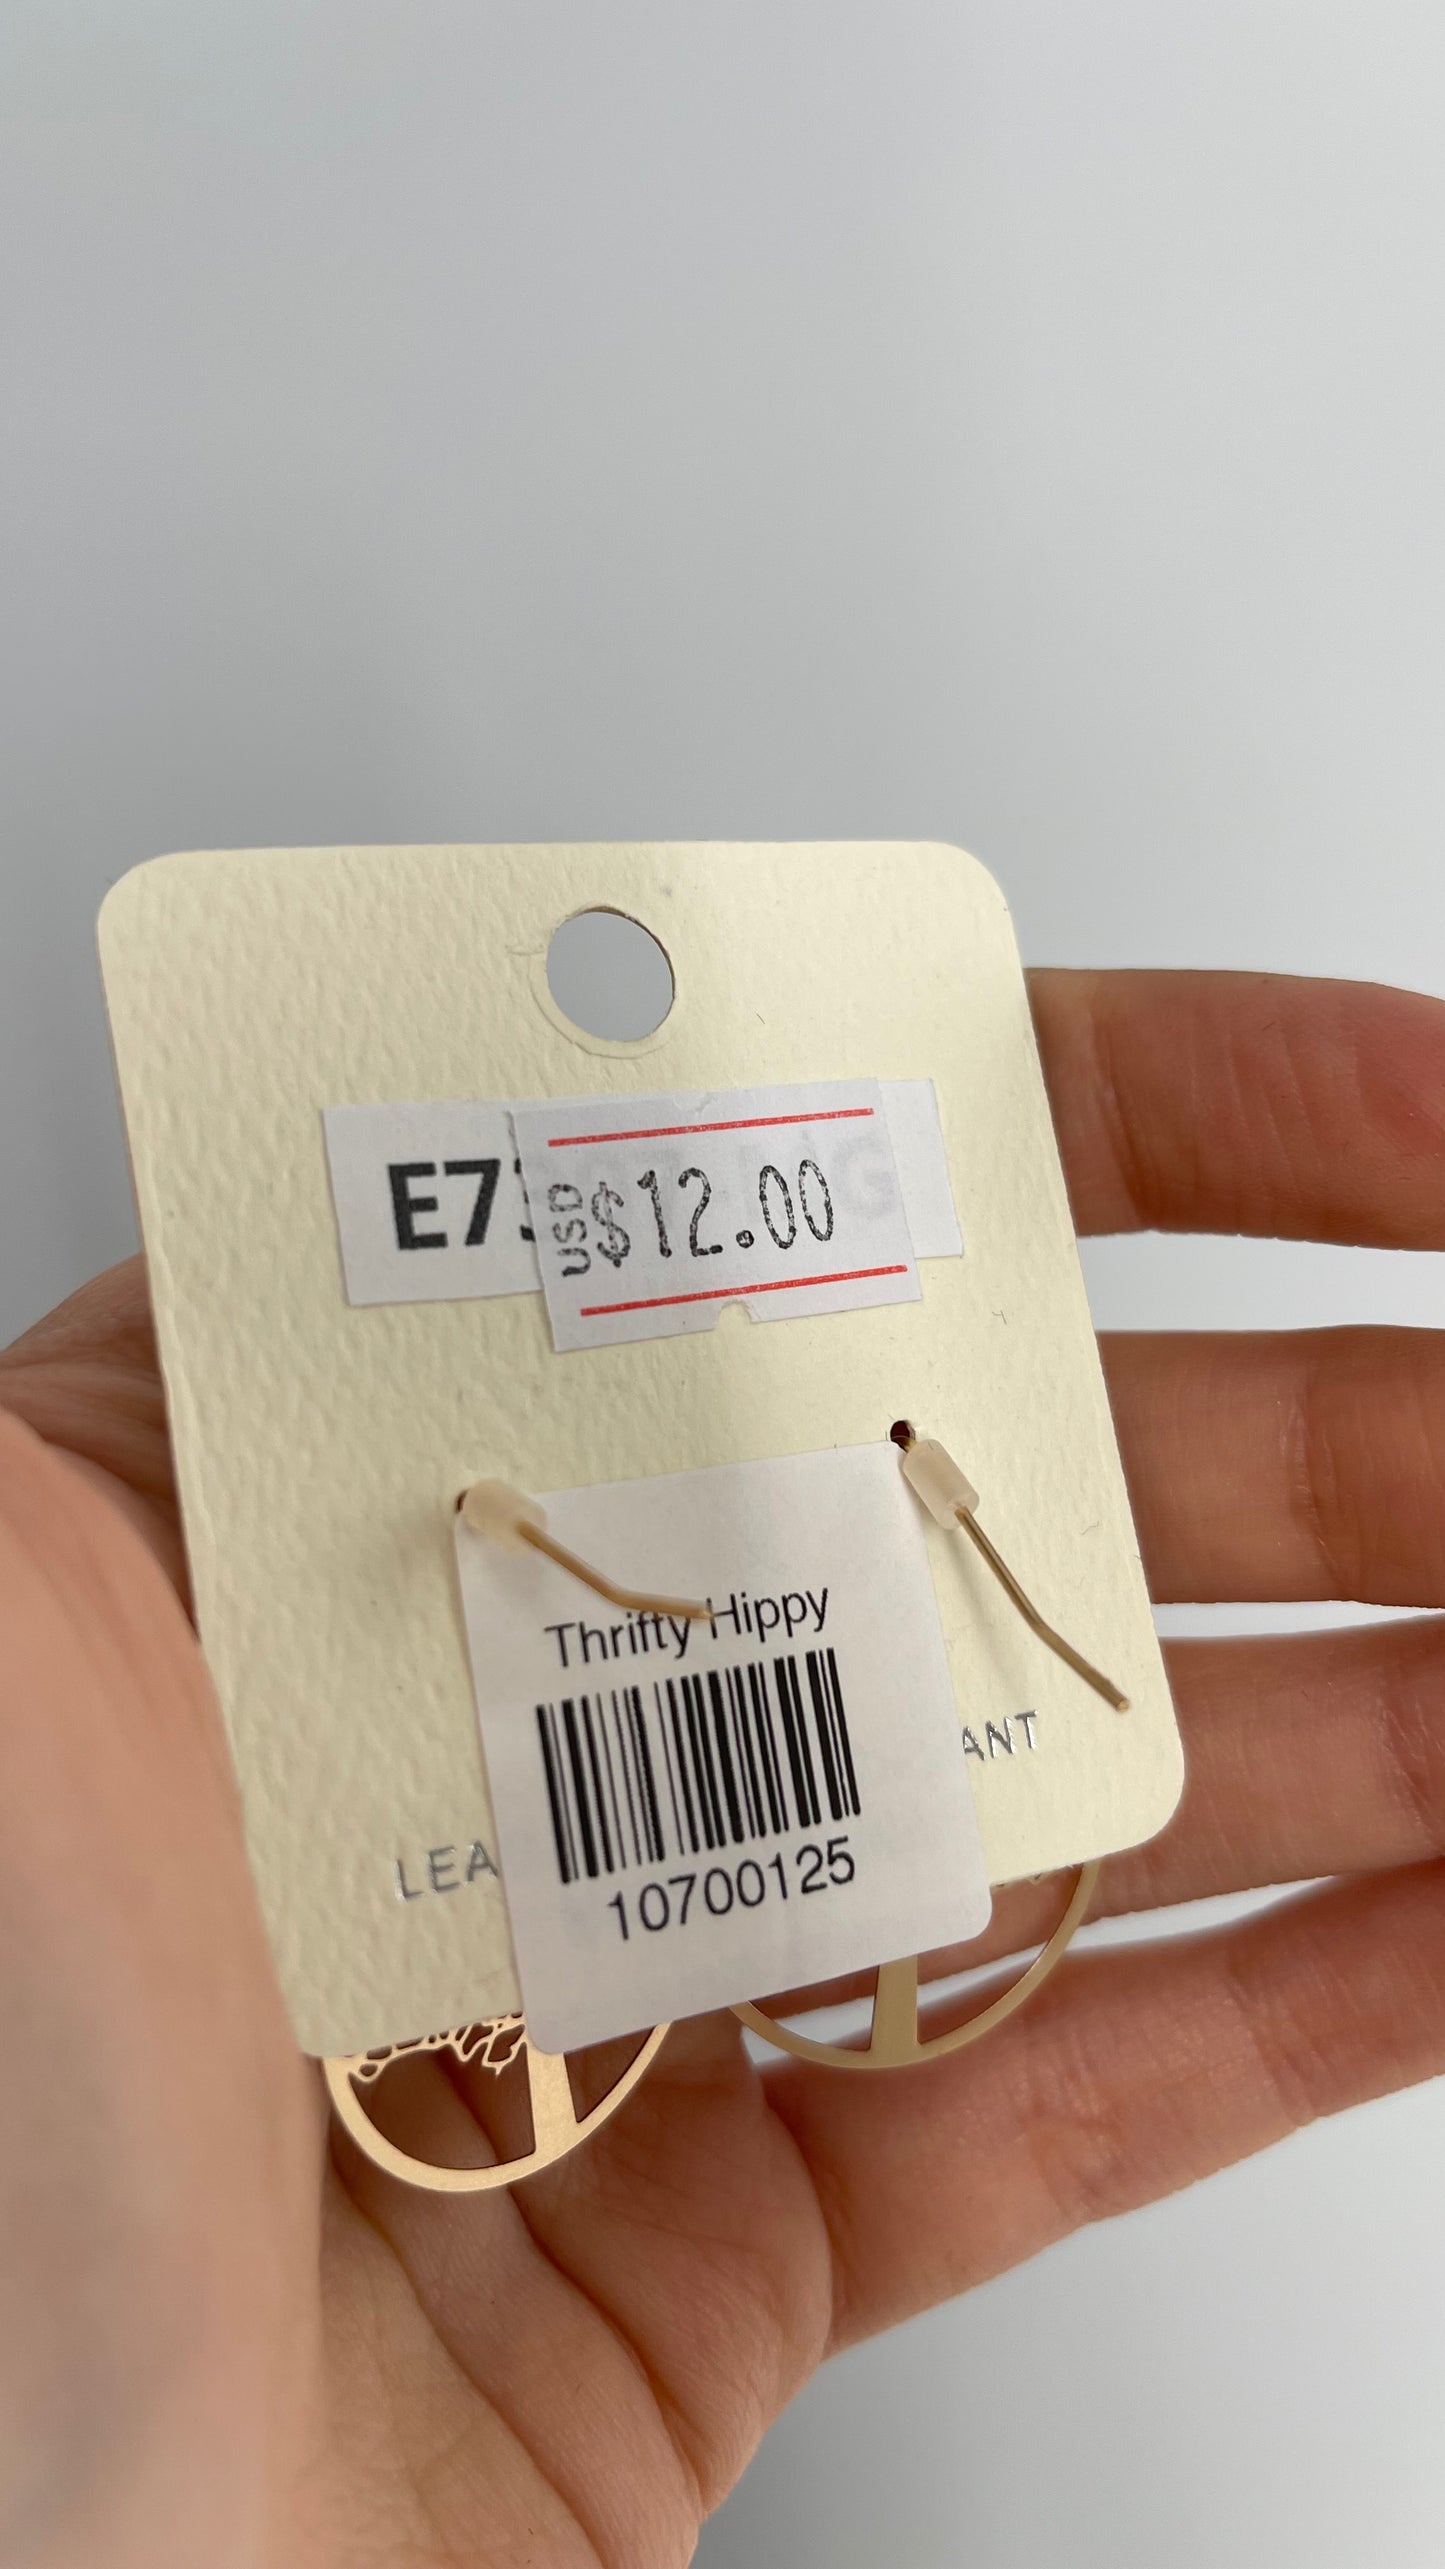 E7
USD $12.00
Thrifty Hippy
10700125
LEA
ANT